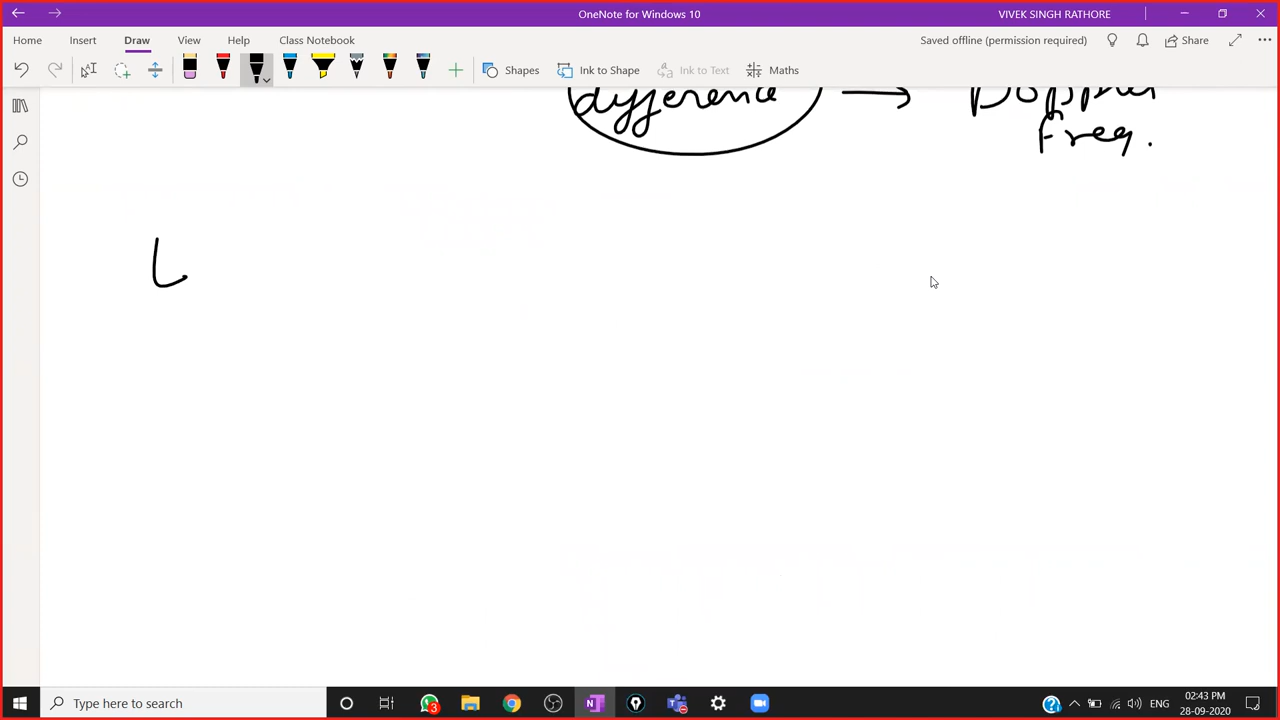 OneNote for Windows 10
VIVEK SINGH RATHORE
Home Insert Draw View Help Class Notebook
Saved offline (permission required)
Share
Shapes
Ink to Shape
Ink to Text
Maths
difference → Doppler
Freq.
L
Type here to search
3
ENG
02:43 PM
28-09-2020